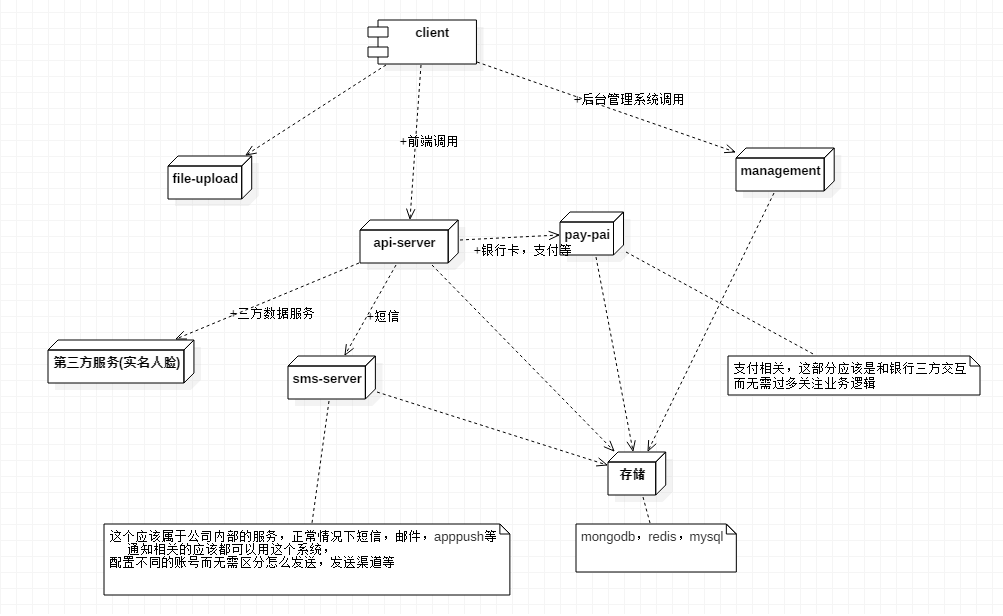 client
+后台管理系统调用
+前端调用
file-upload
management
api-server
pay-pai
+银行卡，支付等
+三方数据服务
+短信
第三方服务(实名人脸)
sms-server
支付相关，这部分应该是和银行三方交互
而无需过多关注业务逻辑
存储
这个应该属于公司内部的服务，正常情况下短信，邮件，apppush等
通知相关的应该都可以用这个系统，
配置不同的账号而无需区分怎么发送，发送渠道等
mongodb，redis，mysql